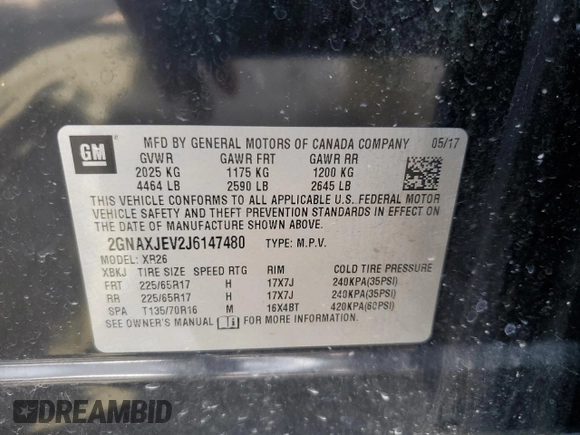 GM
MFD BY GENERAL MOTORS OF CANADA COMPANY 05/17
GVWR GAWR FRT GAWR RR
2025 KG 1175 KG 1200 KG
4464 LB 2590 LB 2645 LB
THIS VEHICLE CONFORMS TO ALL APPLICABLE U.S. FEDERAL MOTOR
VEHICLE SAFETY AND THEFT PREVENTION STANDARDS IN EFFECT ON
THE DATE OF MANUFACTURE SHOWN ABOVE.
2GNAXJEV2J6147480 TYPE: M.P.V.
MODEL: XR26
XBKJ TIRE SIZE SPEED RTG RIM COLD TIRE PRESSURE
FRT 225/65R17 H 17X7J 240KPA(35PSI)
RR 225/65R17 H 17X7J 240KPA(35PSI)
SPA T135/70R16 M 16X4BT 420KPA(60PSI)
SEE OWNER'S MANUAL FOR MORE INFORMATION.
DREAMBID